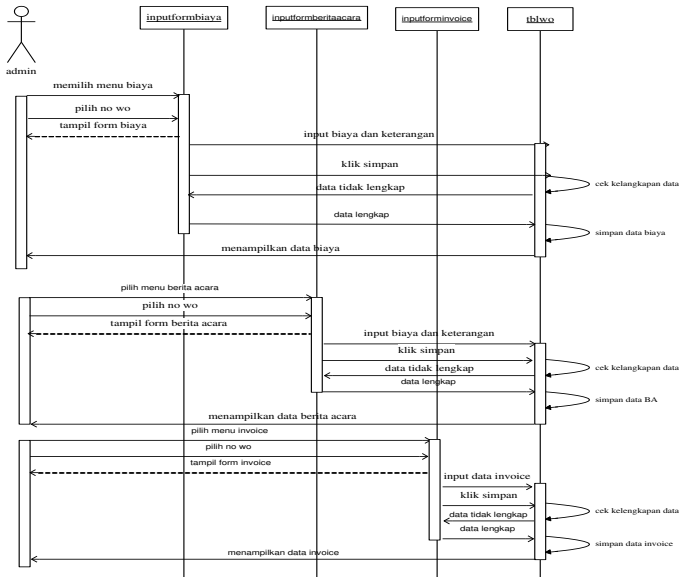 inputformbiaya
inputformberitaacara
inputforminvoice
tblwo
admin
memilih menu biaya
pilih no wo
tampil form biaya
input biaya dan keterangan
klik simpan
cek kelangkapan data
data tidak lengkap
data lengkap
simpan data biaya
menampilkan data biaya
pilih menu berita acara
pilih no wo
tampil form berita acara
input biaya dan keterangan
klik simpan
cek kelangkapan data
data tidak lengkap
data lengkap
simpan data BA
menampilkan data berita acara
pilih menu invoice
pilih no wo
tampil form invoice
input data invoice
klik simpan
cek kelengkapan data
data tidak lengkap
data lengkap
simpan data invoice
menampilkan data invoice